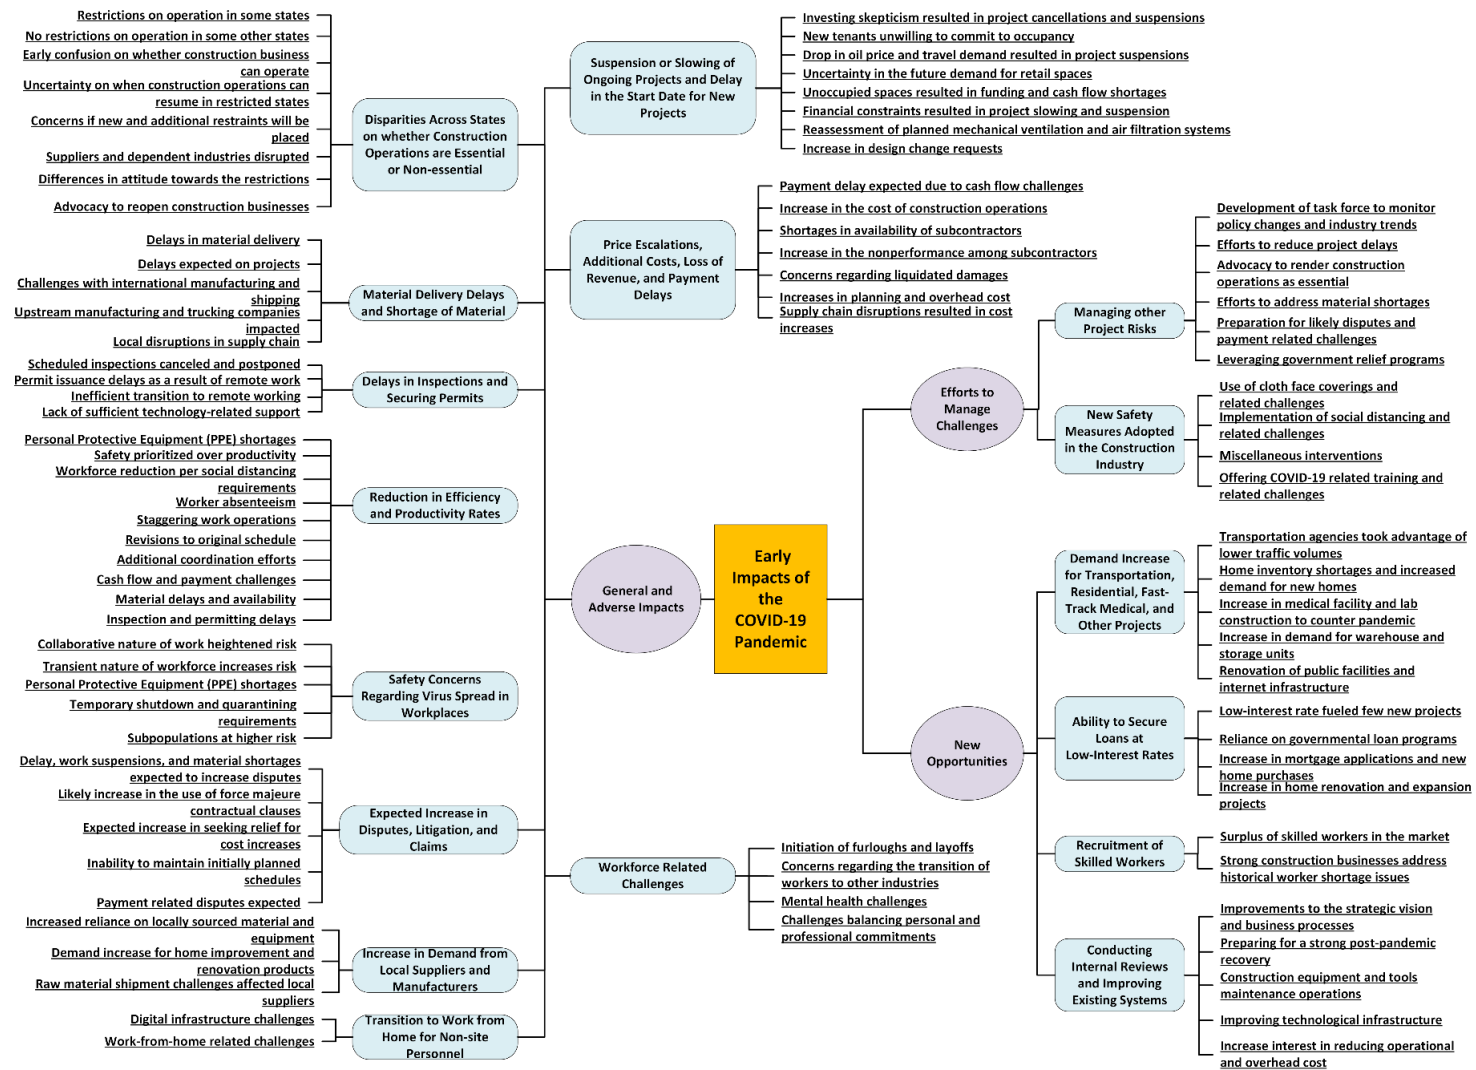 Restrictions on operation in some states
No restrictions on operation in some other states
Early confusion on whether construction business
can operate
Uncertainty on when construction operations can
resume in restricted states
Concerns if new and additional restraints will be
placed
Suppliers and dependent industries disrupted
Differences in attitude towards the restrictions
Advocacy to reopen construction businesses
Disparities Across States
on whether Construction
Operations are Essential
or Non-essential
Delays in material delivery
Delays expected on projects
Challenges with international manufacturing and
shipping
Upstream manufacturing and trucking companies
impacted
Local disruptions in supply chain
Material Delivery Delays
and Shortage of Material
Scheduled inspections canceled and postponed
Permit issuance delays as a result of remote work
Inefficient transition to remote working
Lack of sufficient technology-related support
Delays in Inspections and
Securing Permits
Personal Protective Equipment (PPE) shortages
Safety prioritized over productivity
Workforce reduction per social distancing
requirements
Worker absenteeism
Staggering work operations
Revisions to original schedule
Additional coordination efforts
Cash flow and payment challenges
Material delays and availability
Inspection and permitting delays
Reduction in Efficiency
and Productivity Rates
Collaborative nature of work heightened risk
Transient nature of workforce increases risk
Personal Protective Equipment (PPE) shortages
Temporary shutdown and quarantining
requirements
Subpopulations at higher risk
Safety Concerns
Regarding Virus Spread in
Workplaces
Delay, work suspensions, and material shortages
expected to increase disputes
Likely increase in the use of force majeure
contractual clauses
Expected increase in seeking relief for
cost increases
Inability to maintain initially planned
schedules
Payment related disputes expected
Expected Increase in
Disputes, Litigation, and
Claims
Increased reliance on locally sourced material and
equipment
Demand increase for home improvement and
renovation products
Raw material shipment challenges affected local
suppliers
Increase in Demand from
Local Suppliers and
Manufacturers
Digital infrastructure challenges
Work-from-home related challenges
Transition to Work from
Home for Non-site
Personnel
Suspension or Slowing of
Ongoing Projects and Delay
in the Start Date for New
Projects
Investing skepticism resulted in project cancellations and suspensions
New tenants unwilling to commit to occupancy
Drop in oil price and travel demand resulted in project suspensions
Uncertainty in the future demand for retail spaces
Unoccupied spaces resulted in funding and cash flow shortages
Financial constraints resulted in project slowing and suspension
Reassessment of planned mechanical ventilation and air filtration systems
Increase in design change requests
Price Escalations,
Additional Costs, Loss of
Revenue, and Payment
Delays
Payment delay expected due to cash flow challenges
Increase in the cost of construction operations
Shortages in availability of subcontractors
Increase in the nonperformance among subcontractors
Concerns regarding liquidated damages
Increases in planning and overhead cost
Supply chain disruptions resulted in cost
increases
General and
Adverse Impacts
Early
Impacts of
the
COVID-19
Pandemic
Workforce Related
Challenges
Initiation of furloughs and layoffs
Concerns regarding the transition of
workers to other industries
Mental health challenges
Challenges balancing personal and
professional commitments
Efforts to
Manage
Challenges
Managing other
Project Risks
Development of task force to monitor
policy changes and industry trends
Efforts to reduce project delays
Advocacy to render construction
operations as essential
Efforts to address material shortages
Preparation for likely disputes and
payment related challenges
Leveraging government relief programs
New Safety
Measures Adopted
in the Construction
Industry
Use of cloth face coverings and
related challenges
Implementation of social distancing and
related challenges
Miscellaneous interventions
Offering COVID-19 related training and
related challenges
New
Opportunities
Demand Increase
for Transportation,
Residential, Fast-
Track Medical, and
Other Projects
Transportation agencies took advantage of
lower traffic volumes
Home inventory shortages and increased
demand for new homes
Increase in medical facility and lab
construction to counter pandemic
Increase in demand for warehouse and
storage units
Renovation of public facilities and
internet infrastructure
Ability to Secure
Loans at
Low-Interest Rates
Low-interest rate fueled few new projects
Reliance on governmental loan programs
Increase in mortgage applications and new
home purchases
Increase in home renovation and expansion
projects
Recruitment of
Skilled Workers
Surplus of skilled workers in the market
Strong construction businesses address
historical worker shortage issues
Conducting
Internal Reviews
and Improving
Existing Systems
Improvements to the strategic vision
and business processes
Preparing for a strong post-pandemic
recovery
Construction equipment and tools
maintenance operations
Improving technological infrastructure
Increase interest in reducing operational
and overhead cost